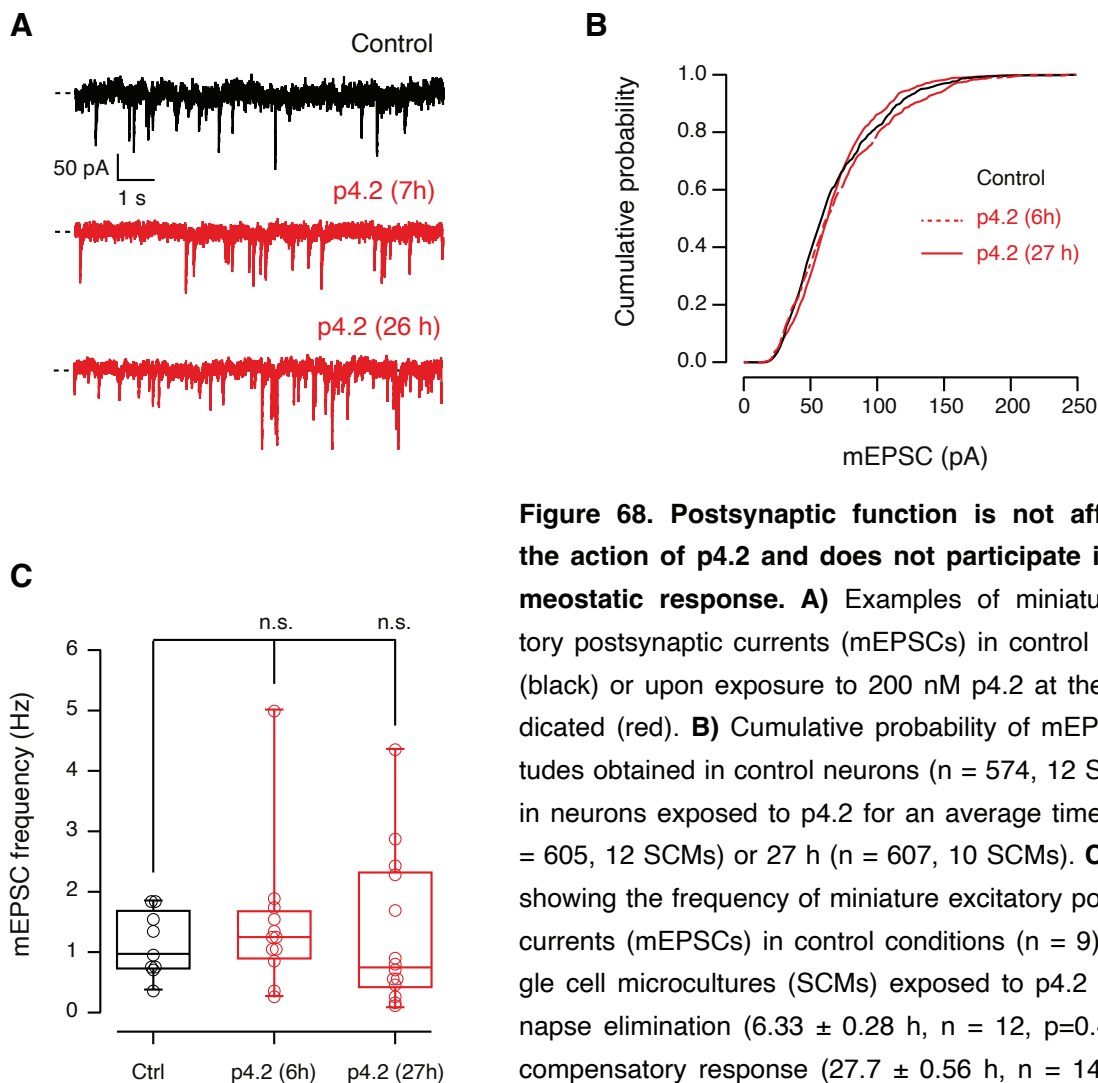 A
Control
50 pA
1 s
p4.2 (7h)
p4.2 (26 h)
B
Cumulative probability
1.0
0.8
0.6
0.4
0.2
0.0
0 50 100 150 200 250
mEPSC (pA)
Control
p4.2 (6h)
p4.2 (27 h)
C
mEPSC frequency (Hz)
6
5
4
3
2
1
0
n.s. n.s.
Ctrl p4.2 (6h) p4.2 (27h)
Figure 68. Postsynaptic function is not aff
the action of p4.2 and does not participate i
meostatic response. A) Examples of miniatu
tory postsynaptic currents (mEPSCs) in control
(black) or upon exposure to 200 nM p4.2 at the
dicated (red). B) Cumulative probability of mEP
tudes obtained in control neurons (n = 574, 12 S
in neurons exposed to p4.2 for an average time
= 605, 12 SCMs) or 27 h (n = 607, 10 SCMs). C
showing the frequency of miniature excitatory po
currents (mEPSCs) in control conditions (n = 9)
gle cell microcultures (SCMs) exposed to p4.2
napse elimination (6.33 ± 0.28 h, n = 12, p=0.4
compensatory response (27.7 ± 0.56 h, n = 14